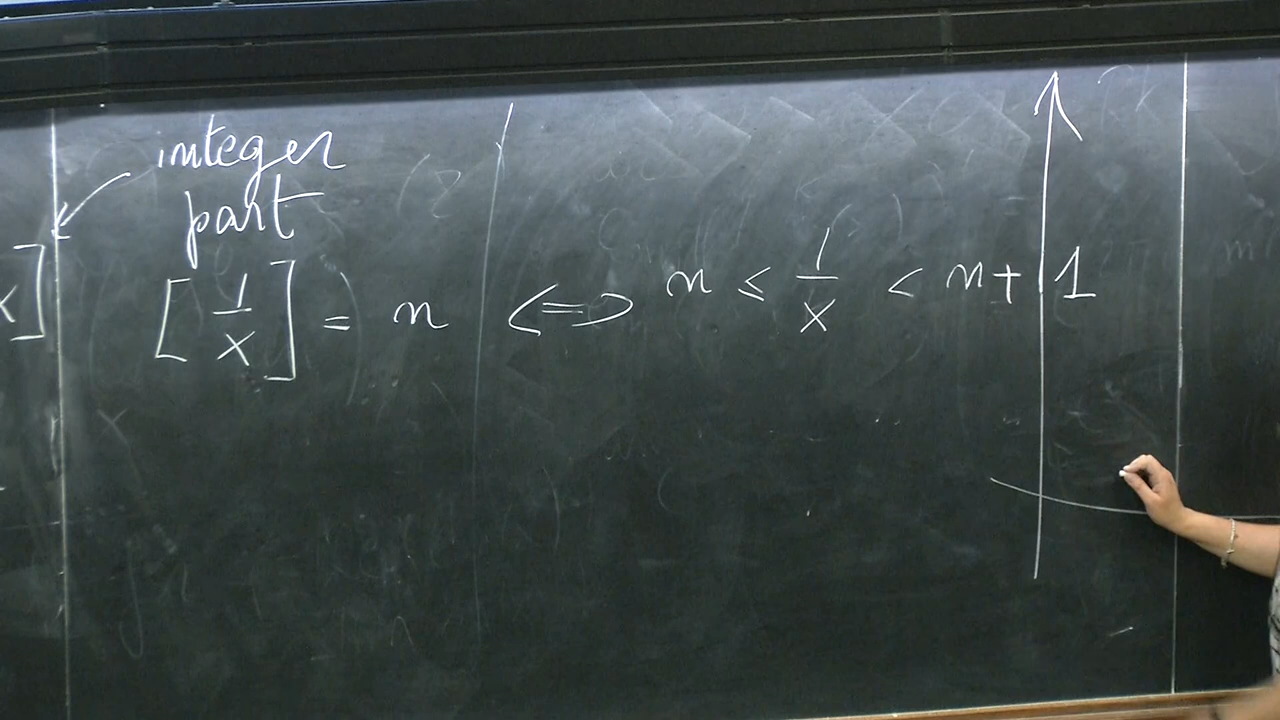 integer
part
x]
[1/x] = n <=> n ≤ 1/x < n+1